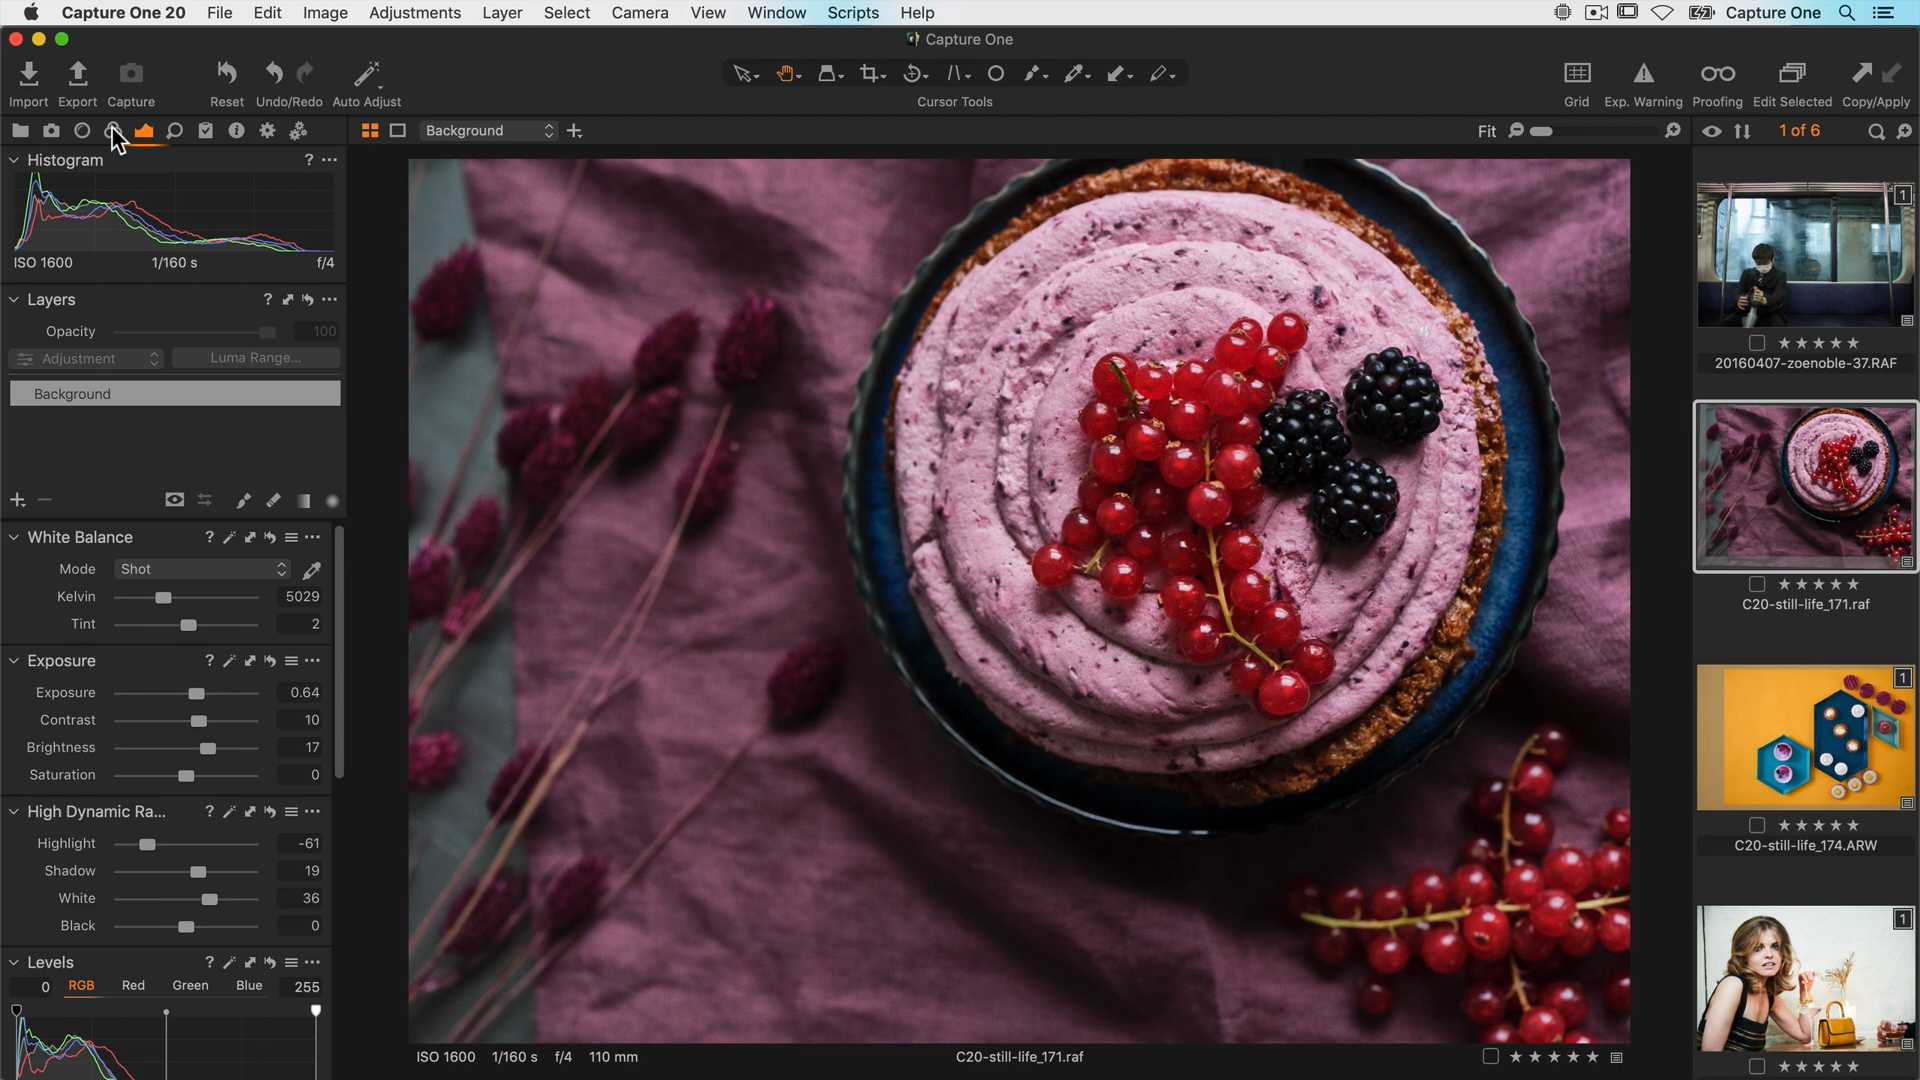 Capture One 20 File Edit Image Adjustments Layer Select Camera View Window Scripts Help Capture One
Capture One
Import Export Capture Reset Undo/Redo Auto Adjust Cursor Tools Grid Exp. Warning Proofing Edit Selected Copy/Apply
Background Fit 1 of 6
Histogram ?
ISO 1600 1/160 s f/4
Layers ?
Opacity 100
Adjustment Luma Range...
Background
White Balance ?
Mode Shot
Kelvin 5029
Tint 2
Exposure ?
Exposure 0.64
Contrast 10
Brightness 17
Saturation 0
High Dynamic Ra... ?
Highlight -61
Shadow 19
White 36
Black 0
Levels ?
0 RGB Red Green Blue 255
ISO 1600 1/160 s f/4 110 mm C20-still-life_171.raf
1
20160407-zoenoble-37.RAF
C20-still-life_171.raf
1
C20-still-life_174.ARW
1